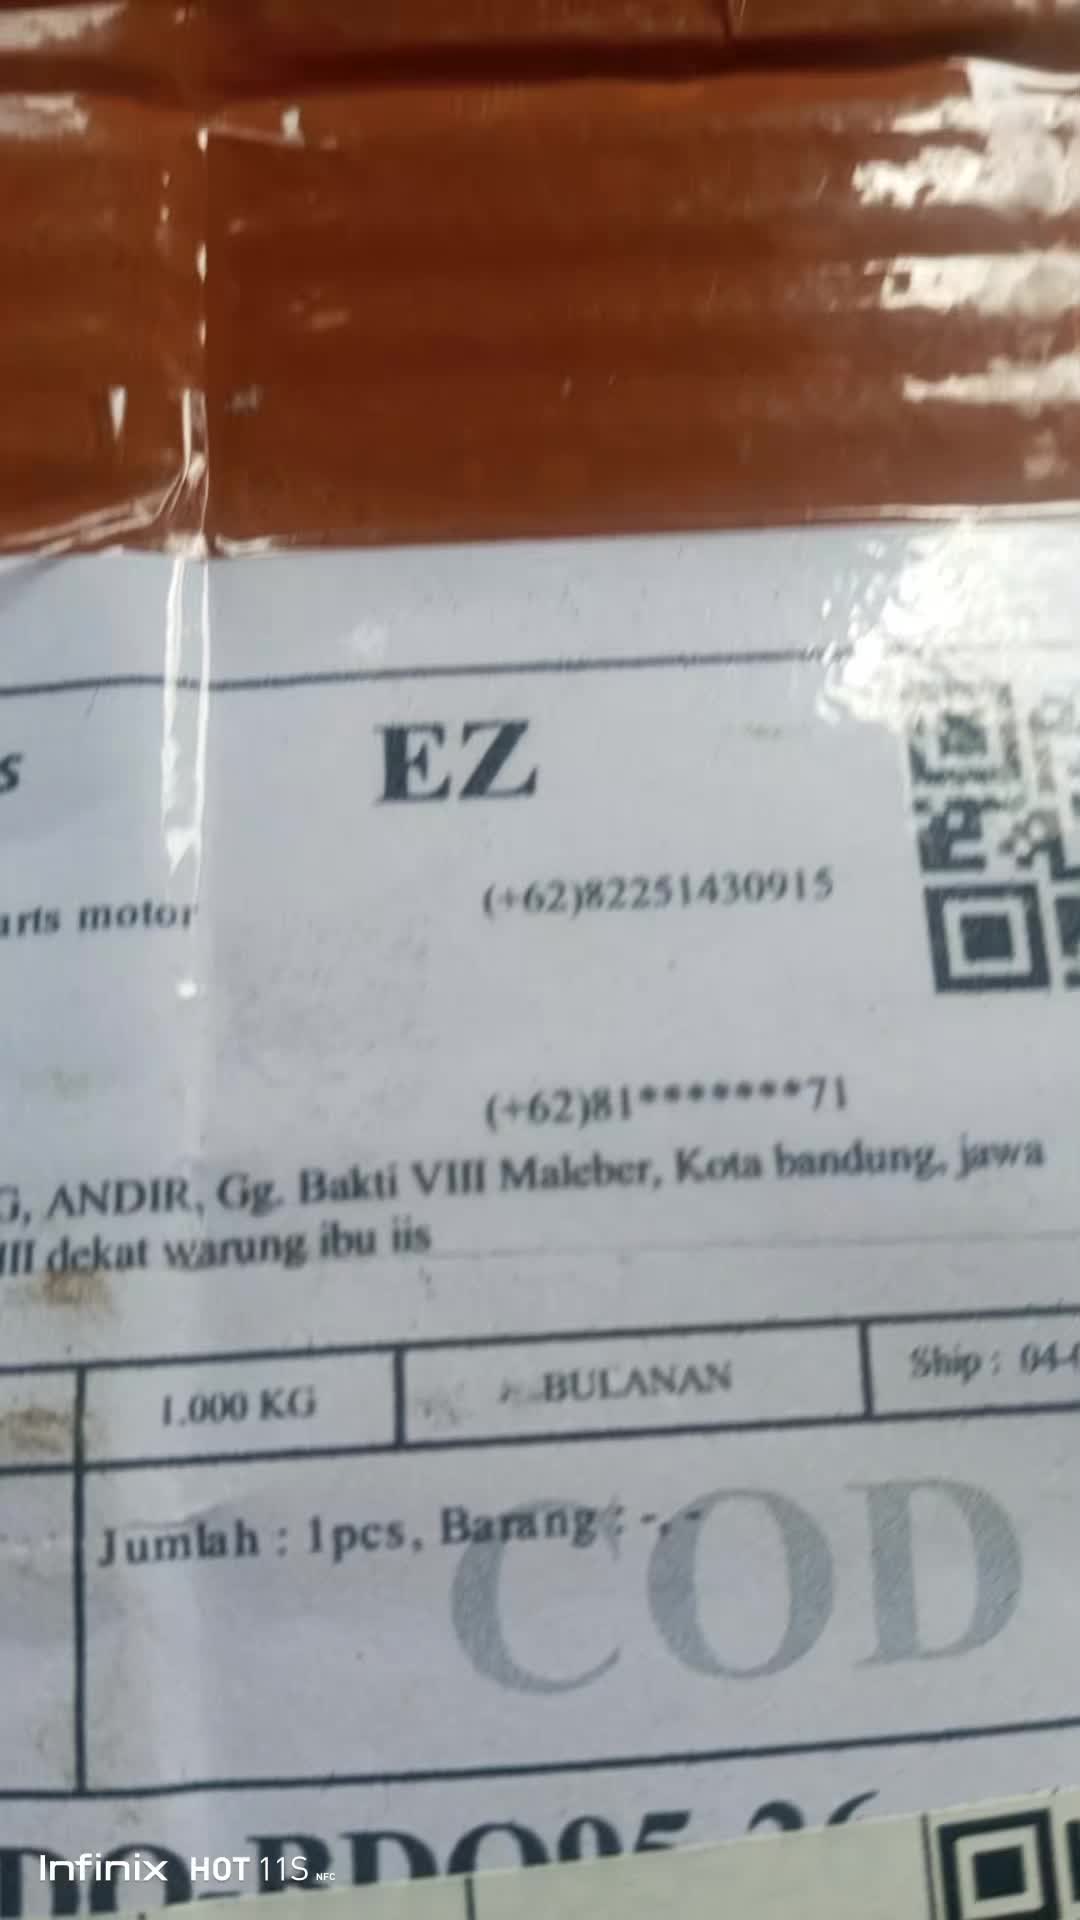 s EZ
arts motor (+62)82251430915
(+62)81*******71
G, ANDIR, Gg. Bakti VIII Maleber, Kota bandung, jawa
III dekat warung ibu iis
1.000 KG BULANAN Ship : 04-0
Jumlah : 1pcs, Barang : -, -
COD
Infinix HOT 11S NFC